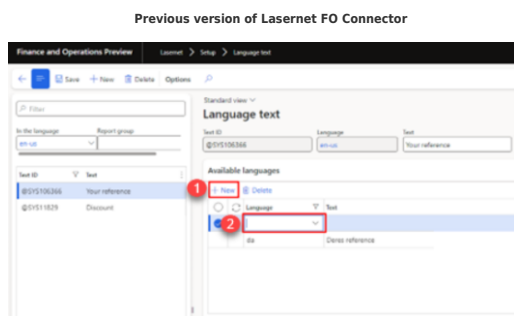 Previous version of Lasernet FO Connector
Finance and Operations Preview
Lasernet > Setup > Language text
Save + New Delete Options
Filter
In the language Report group
en-us
Text ID Text
@SYS106366 Your reference
@SYS11829 Discount
Standard view
Language text
Text ID Language Text
@SYS106366 en-us Your reference
Available languages
1 + New Delete
Language Text
2
da Deres reference